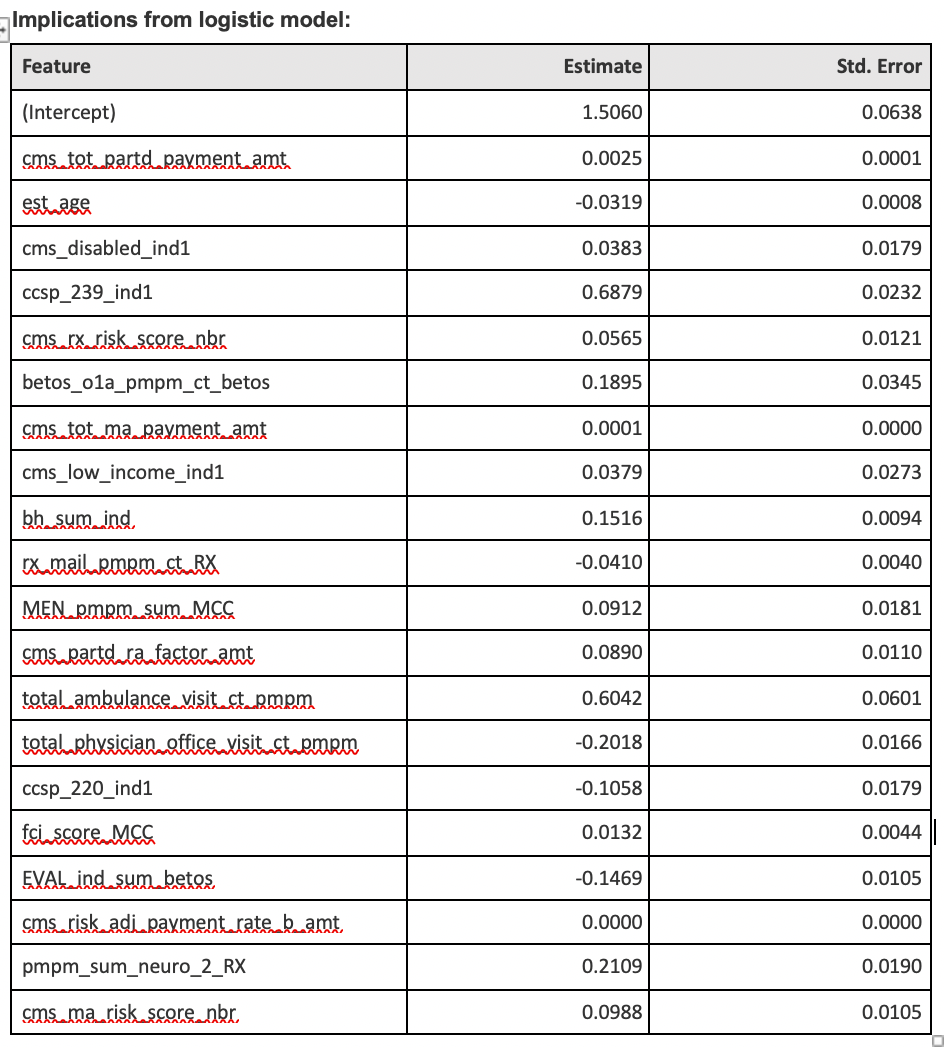 Implications from logistic model:
Feature Estimate Std. Error
(Intercept) 1.5060 0.0638
cms_tot_partd_payment_amt 0.0025 0.0001
est_age -0.0319 0.0008
cms_disabled_ind1 0.0383 0.0179
ccsp_239_ind1 0.6879 0.0232
cms_rx_risk_score_nbr 0.0565 0.0121
betos_o1a_pmpm_ct_betos 0.1895 0.0345
cms_tot_ma_payment_amt 0.0001 0.0000
cms_low_income_ind1 0.0379 0.0273
bh_sum_ind 0.1516 0.0094
rx_mail_pmpm_ct_RX -0.0410 0.0040
MEN_pmpm_sum_MCC 0.0912 0.0181
cms_partd_ra_factor_amt 0.0890 0.0110
total_ambulance_visit_ct_pmpm 0.6042 0.0601
total_physician_office_visit_ct_pmpm -0.2018 0.0166
ccsp_220_ind1 -0.1058 0.0179
fci_score_MCC 0.0132 0.0044
EVAL_ind_sum_betos -0.1469 0.0105
cms_risk_adj_payment_rate_b_amt 0.0000 0.0000
pmpm_sum_neuro_2_RX 0.2109 0.0190
cms_ma_risk_score_nbr 0.0988 0.0105